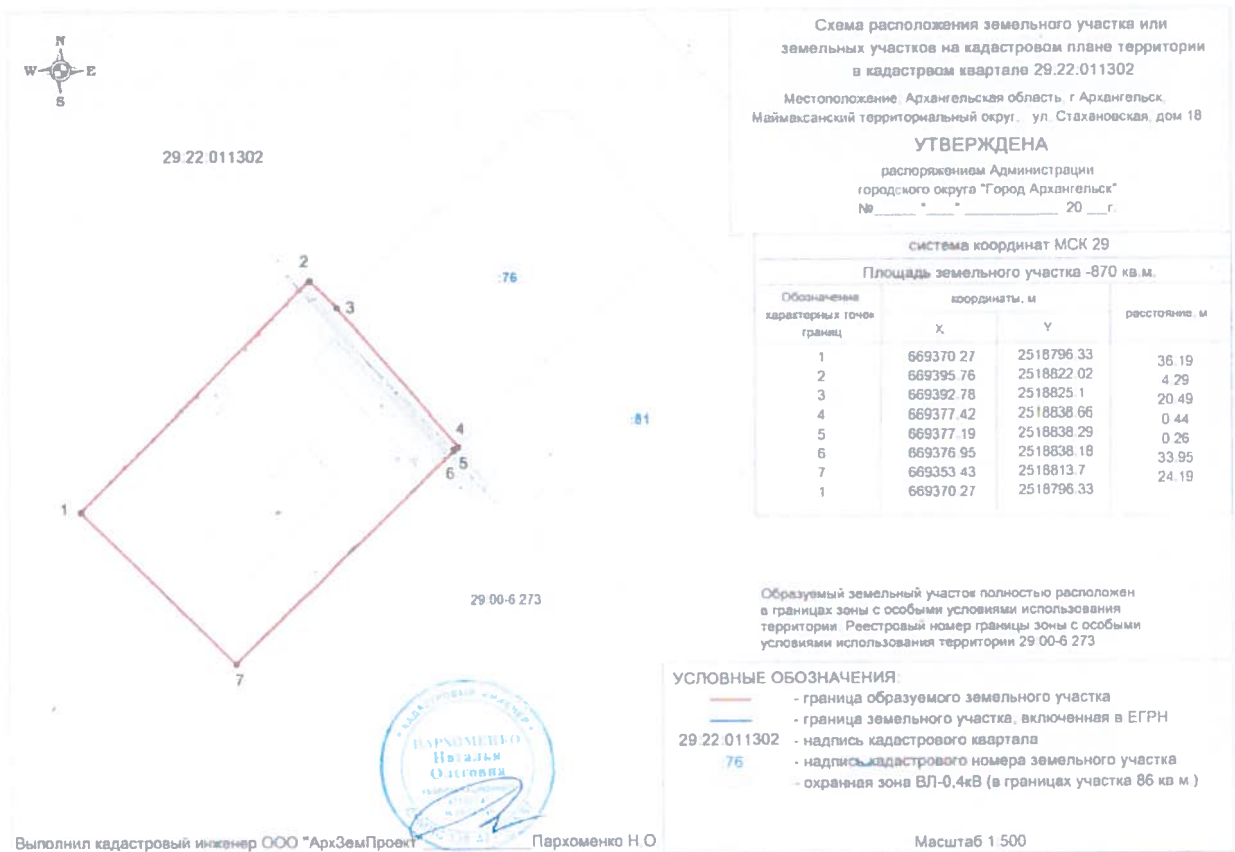 N
W E
S
29:22:011302
2
3
:76
:81
4
5
6
1
7
29:00-6.273
Схема расположения земельного участка или
земельных участков на кадастровом плане территории
в кадастрвом квартале 29:22:011302
Местоположение: Архангельская область, г Архангельск,
Маймаксанский территориальный округ, ул. Стахановская, дом 18
УТВЕРЖДЕНА
распоряжением Администрации
городского округа "Город Архангельск"
№______ "____" ______________ 20 ___г.
система координат МСК 29
Площадь земельного участка -870 кв.м.
Обозначение характерных точек границ координаты, м расстояние, м
X Y
1 669370.27 2518796.33 36.19
2 669395.76 2518822.02 4.29
3 669392.78 2518825.1 20.49
4 669377.42 2518838.66 0.44
5 669377.19 2518838.29 0.26
6 669376.95 2518838.18 33.95
7 669353.43 2518813.7 24.19
1 669370.27 2518796.33
Образуемый земельный участок полностью расположен
в границах зоны с особыми условиями использования
территории. Реестровый номер границы зоны с особыми
условиями использования территории 29:00-6.273
УСЛОВНЫЕ ОБОЗНАЧЕНИЯ:
- граница образуемого земельного участка
- граница земельного участка, включенная в ЕГРН
29:22:011302 - надпись кадастрового квартала
:76 - надпись кадастрового номера земельного участка
- охранная зона ВЛ-0,4кВ (в границах участка 86 кв м.)
КАДАСТРОВЫЙ ИНЖЕНЕР
ПАРХОМЕНКО
Наталья
Олеговна
Выполнил кадастровый инженер ООО "АрхЗемПроект" Пархоменко Н.О
Масштаб 1:500